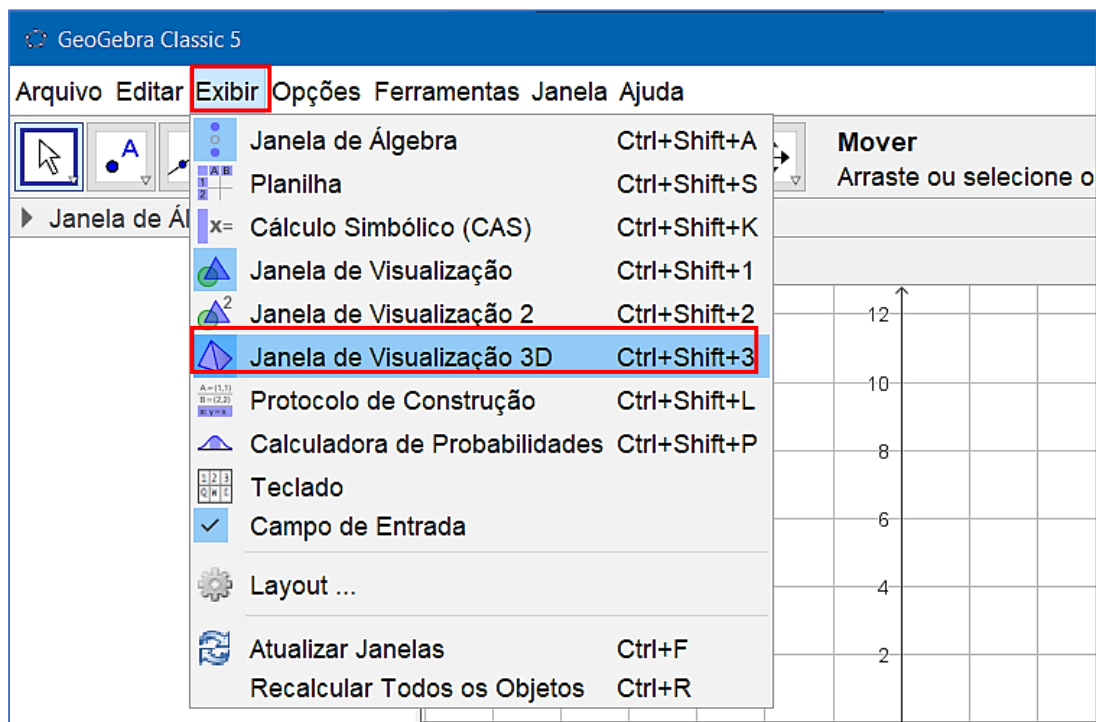 GeoGebra Classic 5
Arquivo Editar Exibir Opções Ferramentas Janela Ajuda
A
Mover
Arraste ou selecione o
Janela de Ál
Janela de Álgebra Ctrl+Shift+A
Planilha Ctrl+Shift+S
x= Cálculo Simbólico (CAS) Ctrl+Shift+K
Janela de Visualização Ctrl+Shift+1
2 Janela de Visualização 2 Ctrl+Shift+2
Janela de Visualização 3D Ctrl+Shift+3
Protocolo de Construção Ctrl+Shift+L
Calculadora de Probabilidades Ctrl+Shift+P
Teclado
Campo de Entrada
Layout ...
Atualizar Janelas Ctrl+F
Recalcular Todos os Objetos Ctrl+R
12
10
8
6
4
2